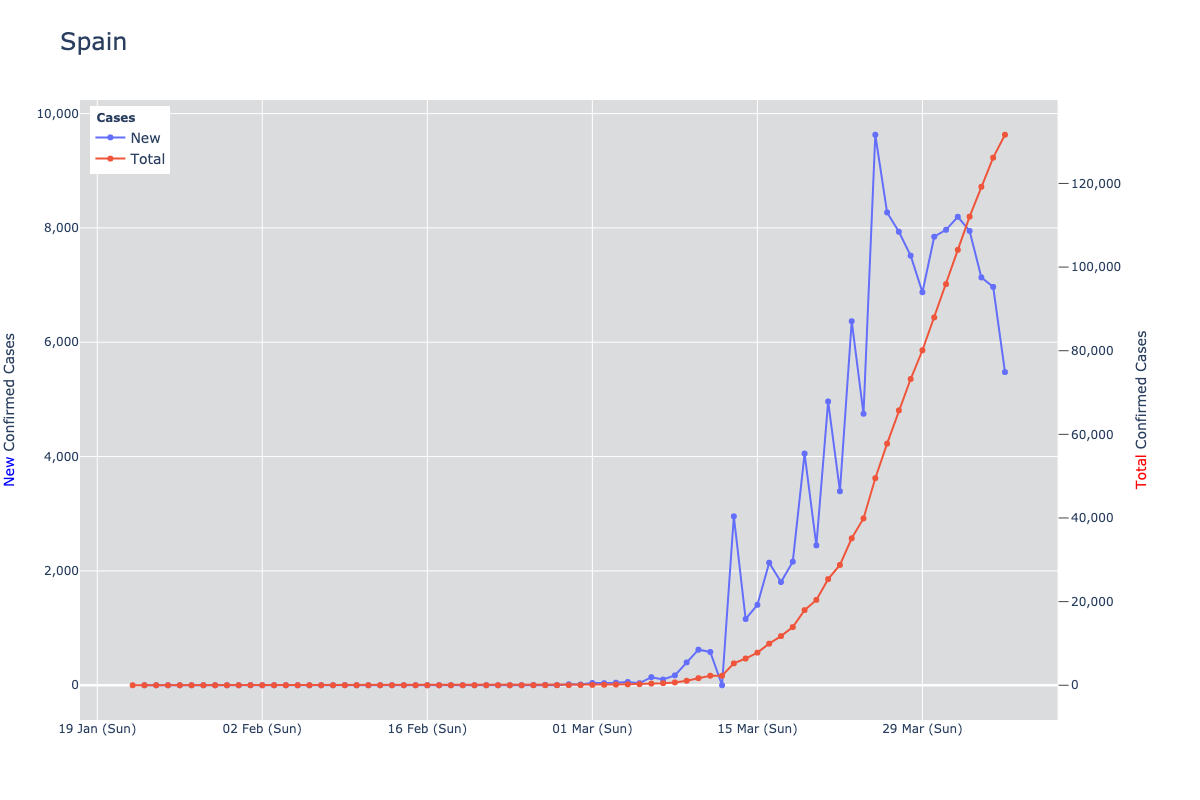 Spain
Cases
New
Total
10,000
8,000
6,000
4,000
2,000
0
120,000
100,000
80,000
60,000
40,000
20,000
0
New Confirmed Cases
Total Confirmed Cases
19 Jan (Sun)
02 Feb (Sun)
16 Feb (Sun)
01 Mar (Sun)
15 Mar (Sun)
29 Mar (Sun)